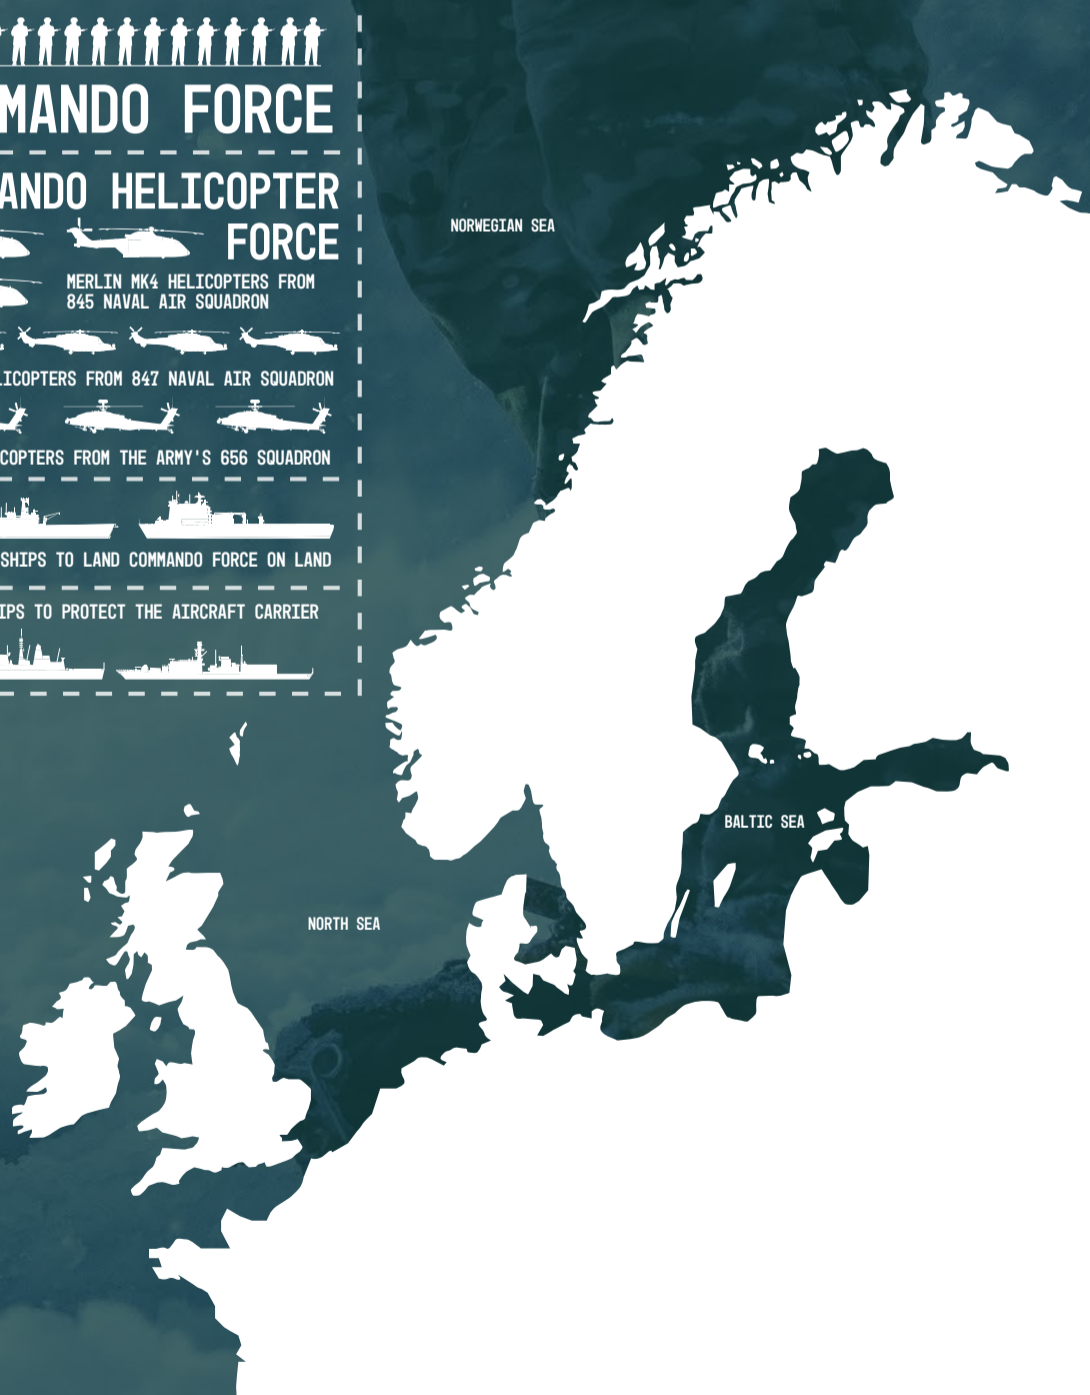 MANDO FORCE
ANDO HELICOPTER
FORCE
MERLIN MK4 HELICOPTERS FROM
845 NAVAL AIR SQUADRON
LICOPTERS FROM 847 NAVAL AIR SQUADRON
COPTERS FROM THE ARMY'S 656 SQUADRON
SHIPS TO LAND COMMANDO FORCE ON LAND
IPS TO PROTECT THE AIRCRAFT CARRIER
NORWEGIAN SEA
BALTIC SEA
NORTH SEA